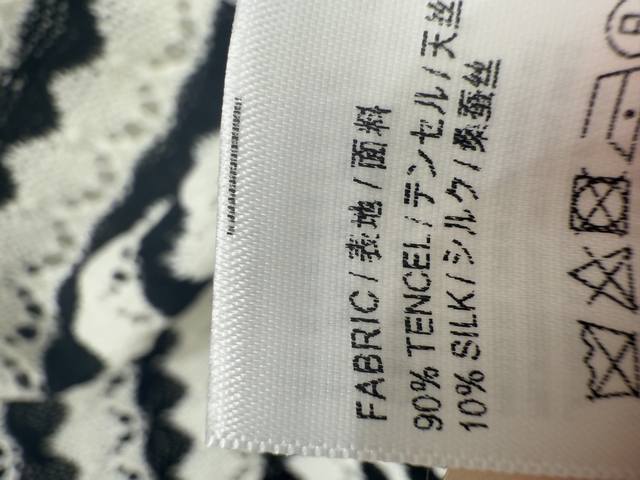 FABRIC / 表地 / 面料
90% TENCEL / テンセル / 天丝
10% SILK / シルク / 桑蚕丝